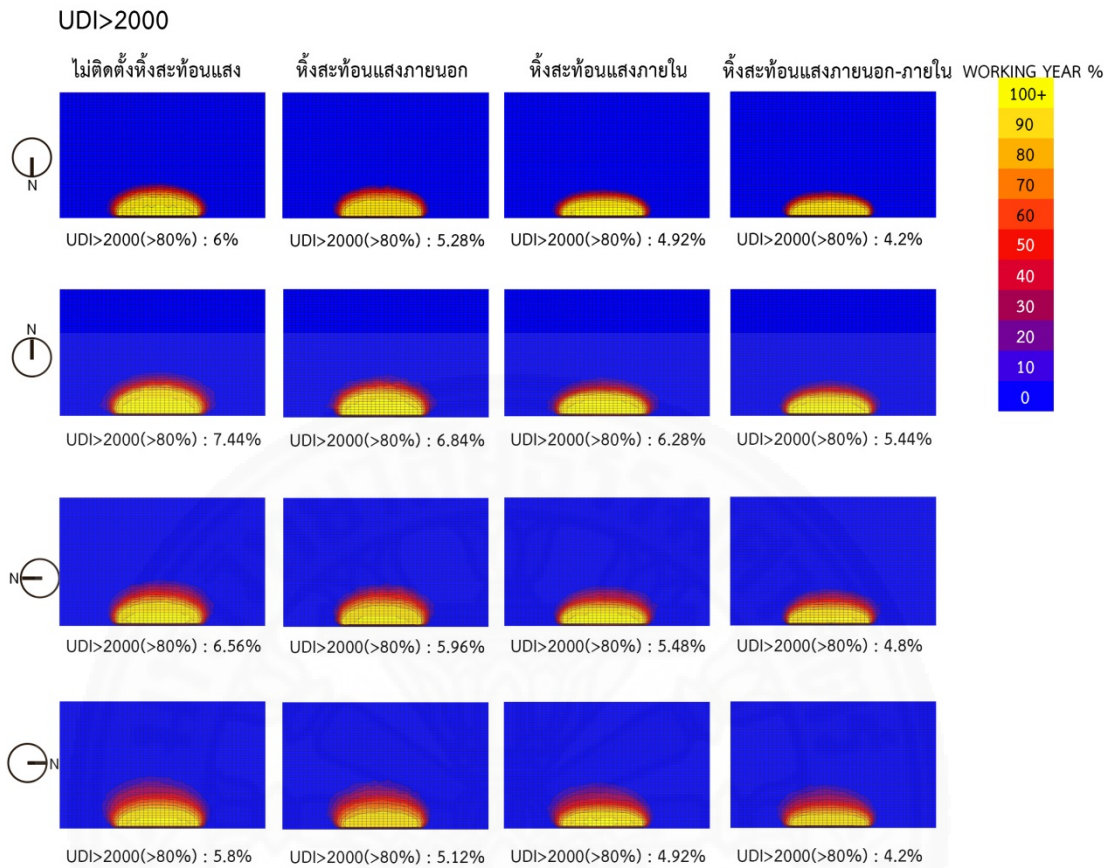 UDI>2000
ไม่ติดตั้งหิ้งสะท้อนแสง หิ้งสะท้อนแสงภายนอก หิ้งสะท้อนแสงภายใน หิ้งสะท้อนแสงภายนอก-ภายใน WORKING YEAR %
100+
90
80
70
60
50
40
30
20
10
0
N
UDI>2000(>80%) : 6% UDI>2000(>80%) : 5.28% UDI>2000(>80%) : 4.92% UDI>2000(>80%) : 4.2%
N
UDI>2000(>80%) : 7.44% UDI>2000(>80%) : 6.84% UDI>2000(>80%) : 6.28% UDI>2000(>80%) : 5.44%
N
UDI>2000(>80%) : 6.56% UDI>2000(>80%) : 5.96% UDI>2000(>80%) : 5.48% UDI>2000(>80%) : 4.8%
N
UDI>2000(>80%) : 5.8% UDI>2000(>80%) : 5.12% UDI>2000(>80%) : 4.92% UDI>2000(>80%) : 4.2%